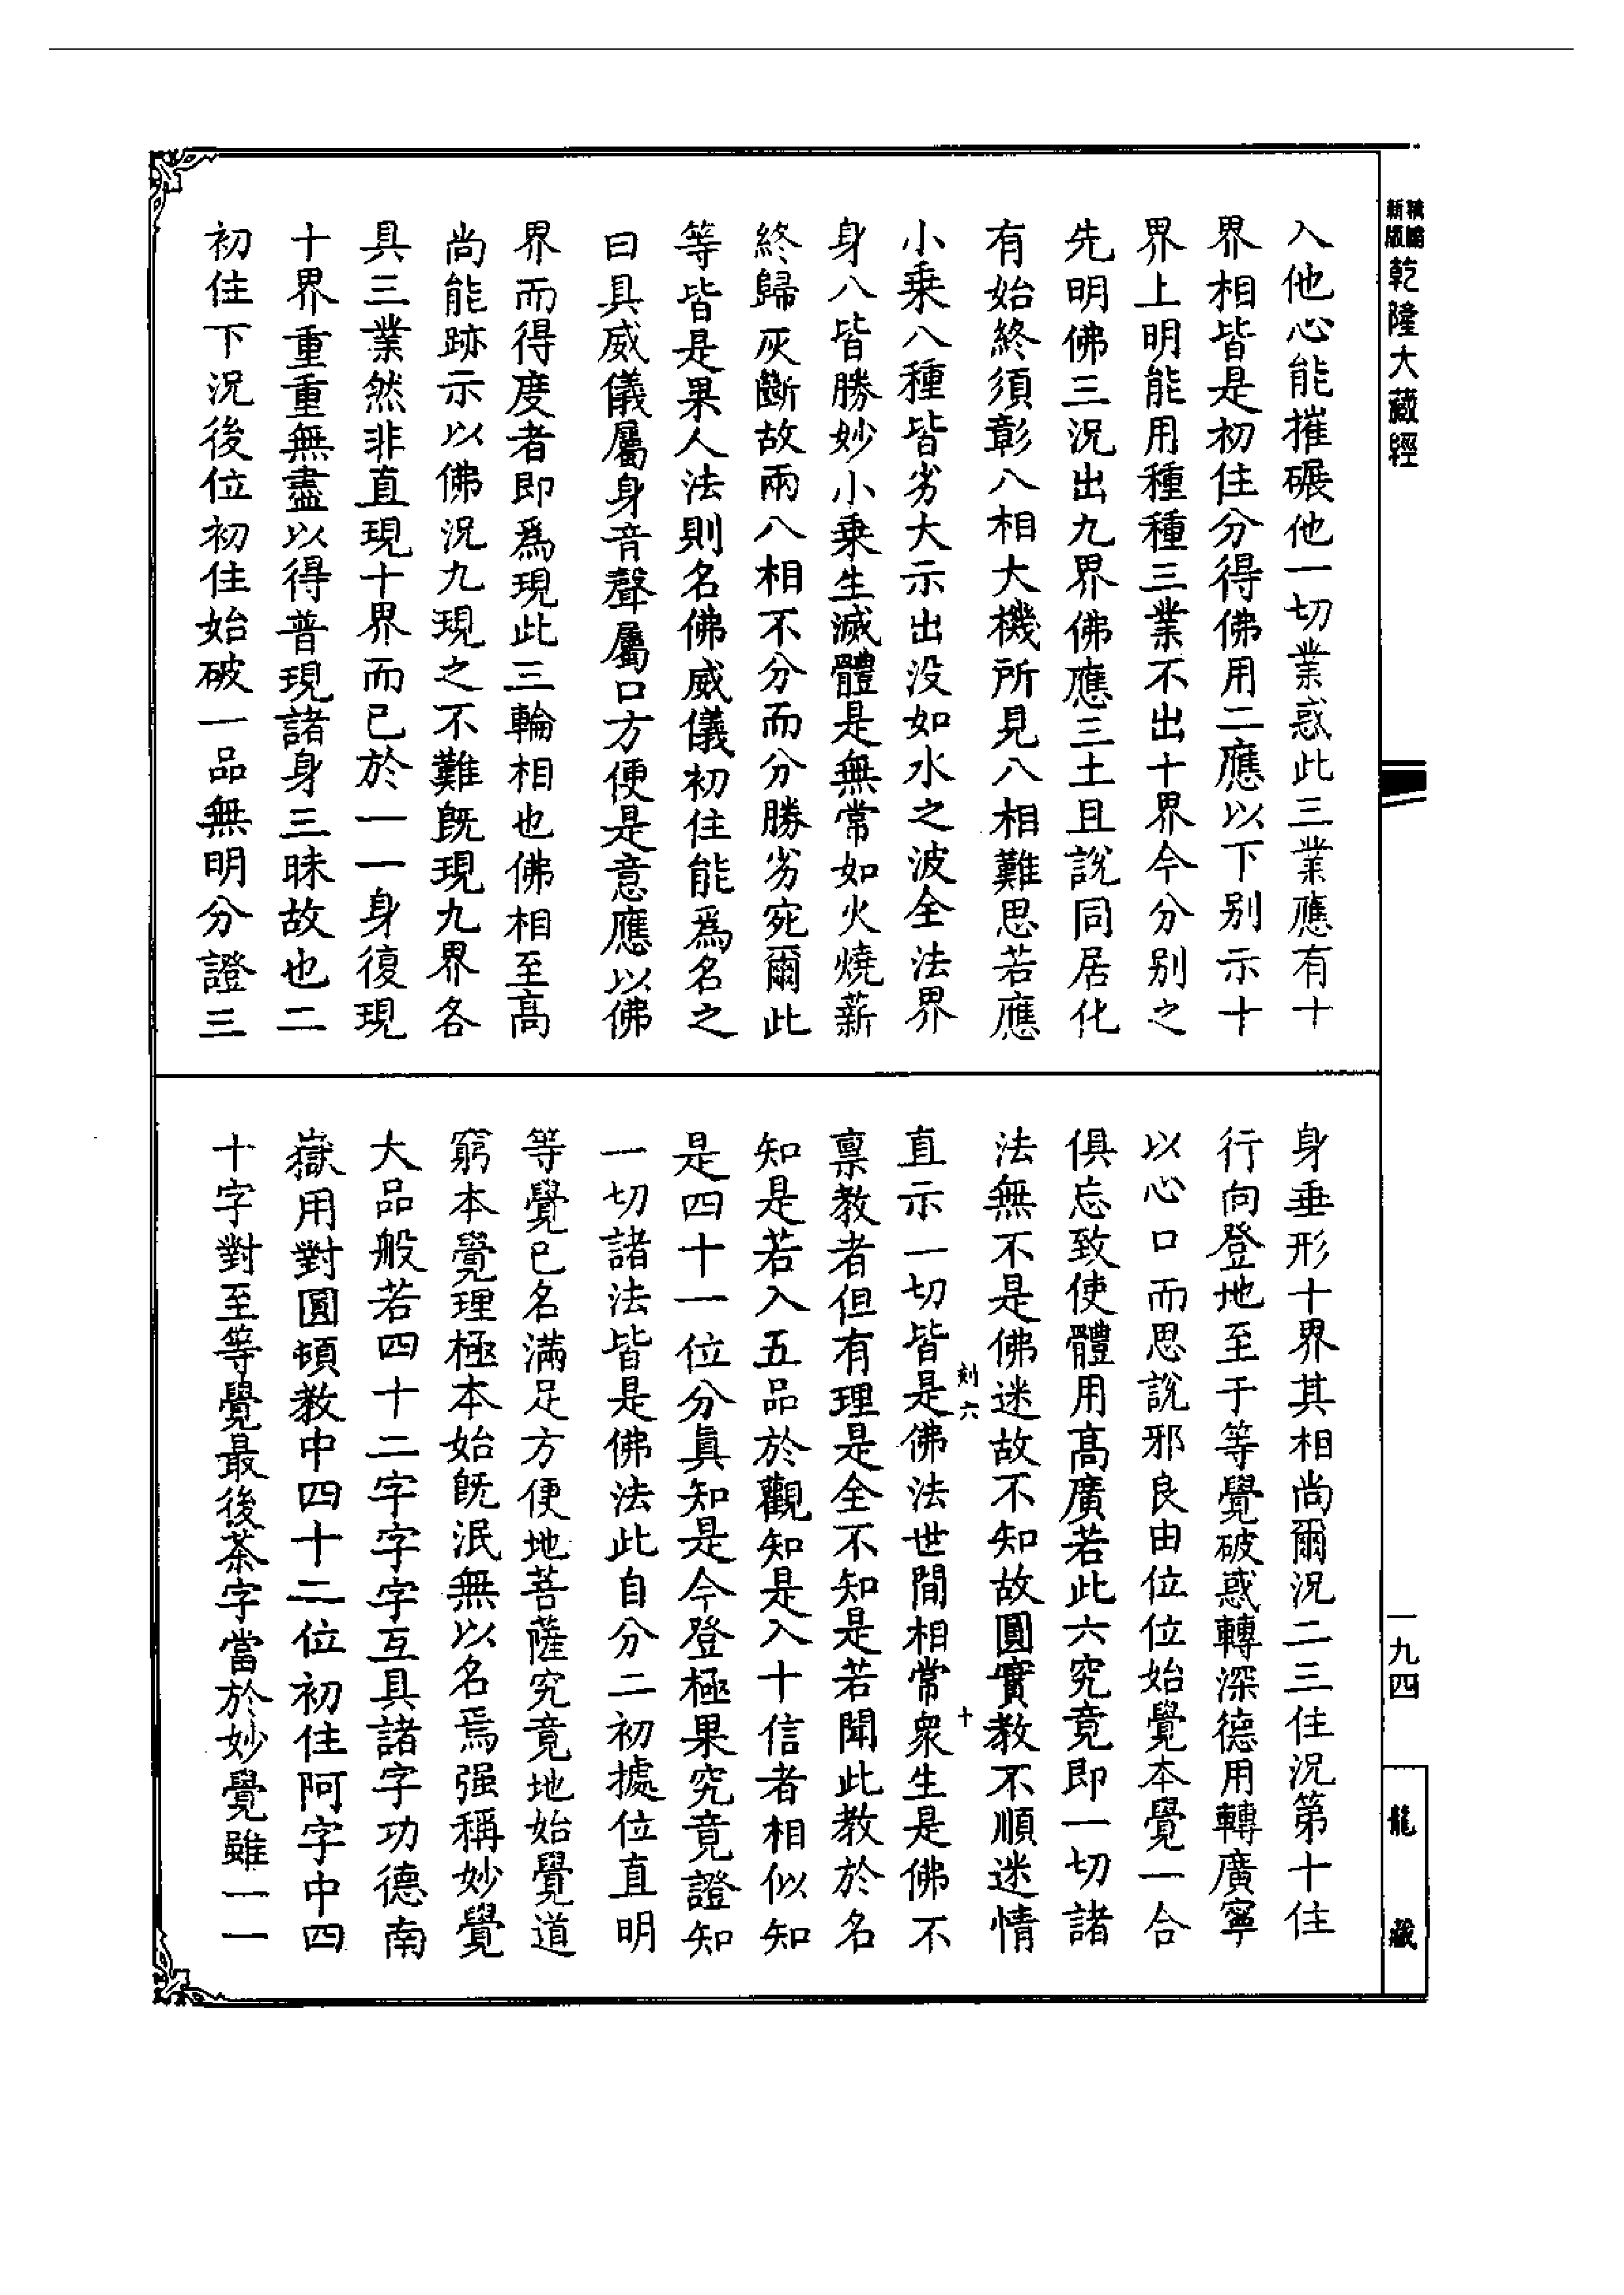 精縮
新版
乾隆大藏經
入他心能摧碾他一切業惑此三業應有十
界相皆是初住分得佛用二應以下別示十
界上明能用種種三業不出十界今分別之
先明佛三況出九界佛應三土且說同居化
有始終須彰八相大機所見八相難思若應
小乗八種皆劣大示出没如水之波全法界
身八皆勝妙小乗生滅體是無常如火燒薪
終歸灰斷故兩八相不分而分勝劣宛爾此
等皆是果人法則名佛威儀初住能爲名之
曰具威儀屬身音聲屬口方便是意應以佛
界而得度者即爲現此三輪相也佛相至髙
尚能跡示以佛況九現之不難既現九界各
具三業然非直現十界而已於一一身復現
十界重重無盡以得普現諸身三昧故也二
初住下況後位初住始破一品無明分證三
身垂形十界其相尚爾況二三住況第十住
行向登地至于等覺破惑轉深德用轉廣寧
以心口而思說邪良由位位始覺本覺一合
俱忘致使體用髙廣若此六究竟即一切諸
法無不是佛迷故不知故圓實教不順迷情
直示一切皆是佛法世間相常衆生是佛不
刻六
十
禀教者但有理是全不知是若聞此教於名
知是若入五品於觀知是入十信者相似知
是四十一位分眞知是今登極果究竟證知
一切諸法皆是佛法此自分二初據位直明
等覺已名滿足方便地菩薩究竟地始覺道
窮本覺理極本始既泯無以名焉强稱妙覺
大品般若四十二字字字互具諸字功德南
嶽用對圓頓教中四十二位初住阿字中四
十字對至等覺最後荼字當於妙覺雖一一
一九四
龍藏